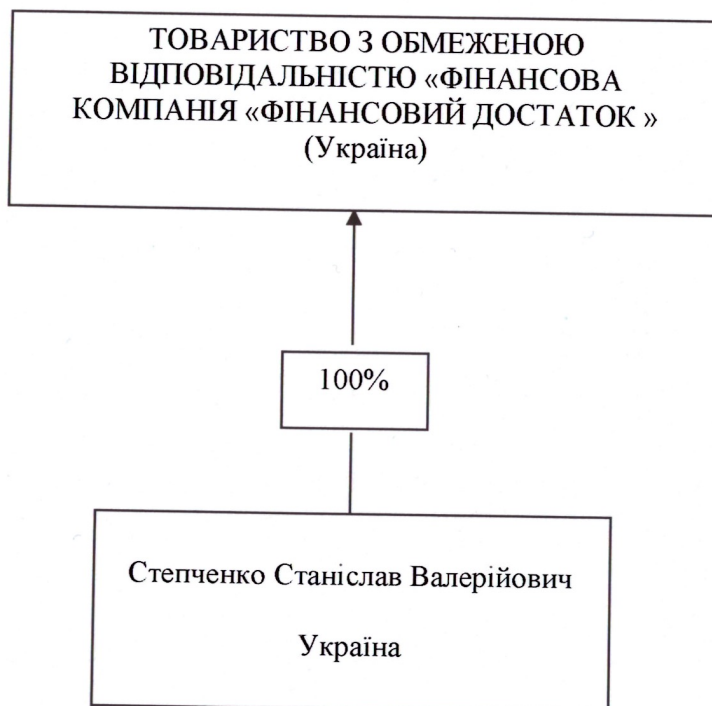 ТОВАРИСТВО З ОБМЕЖЕНОЮ
ВІДПОВІДАЛЬНІСТЮ «ФІНАНСОВА
КОМПАНІЯ «ФІНАНСОВИЙ ДОСТАТОК »
(Україна)
100%
Степченко Станіслав Валерійович
Україна